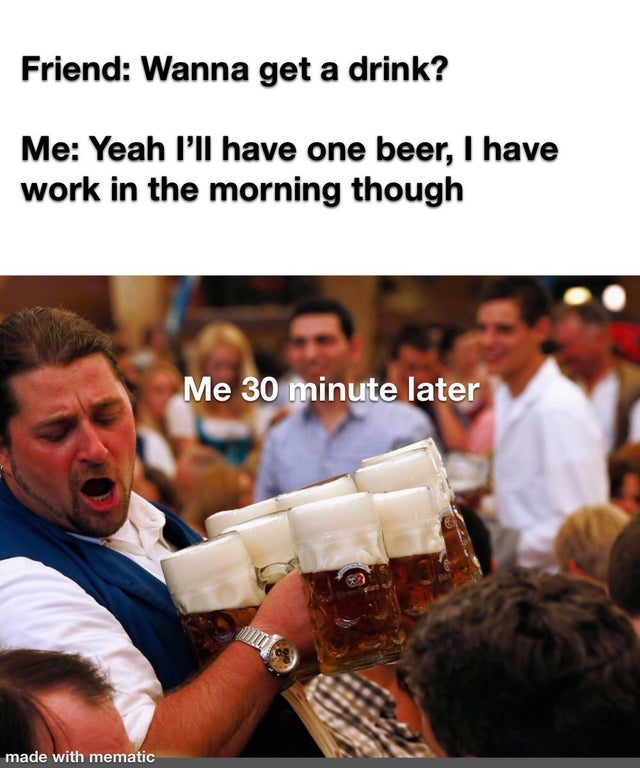 Friend: Wanna get a drink?
Me: Yeah I’ll have one beer, I have
work in the morning though
Me 30 minute later
made with mematic